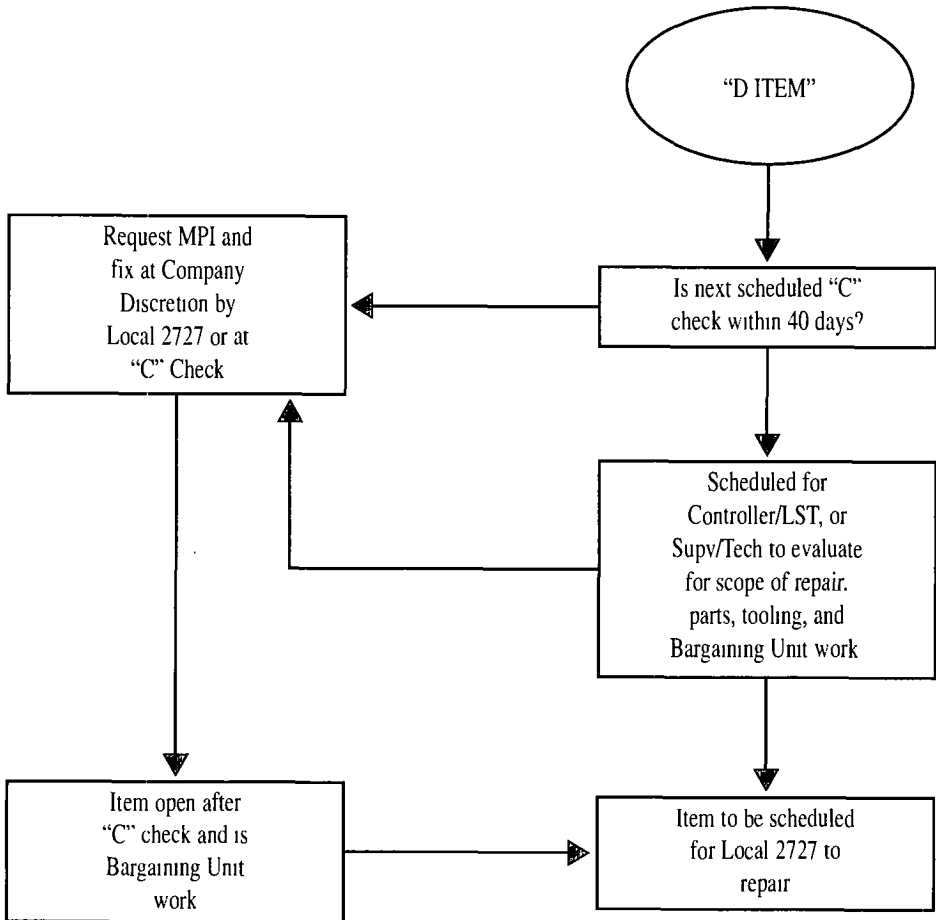 “D ITEM”
Request MPI and
fix at Company
Discretion by
Local 2727 or at
“C” Check
Is next scheduled “C”
check within 40 days?
Scheduled for
Controller/LST, or
Supv/Tech to evaluate
for scope of repair.
parts, tooling, and
Bargaining Unit work
Item open after
“C” check and is
Bargaining Unit
work
Item to be scheduled
for Local 2727 to
repair